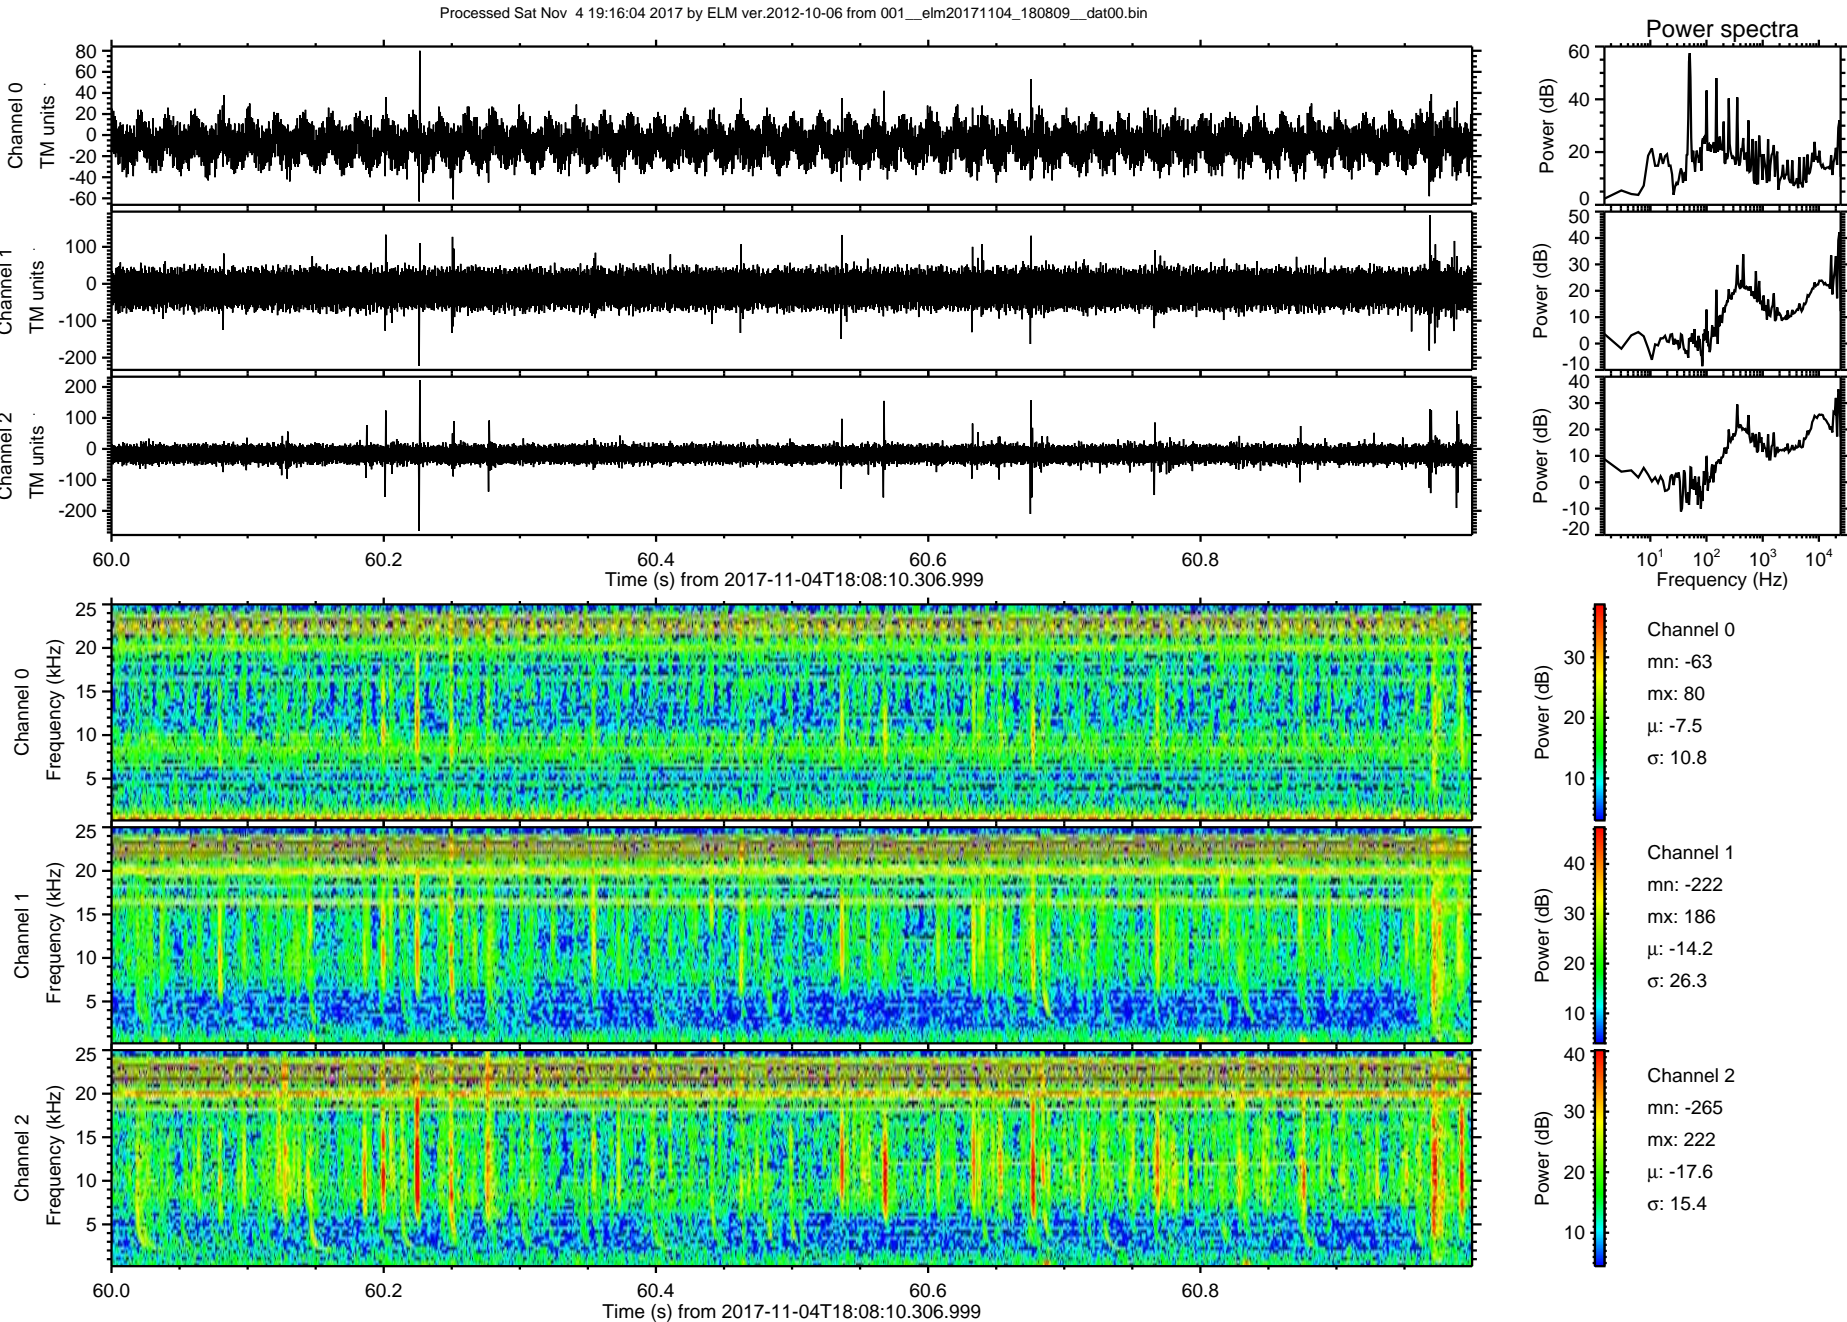 Processed Sat Nov  4 19:16:04 2017 by ELM ver.2012-10-06 from 001__elm20171104_180809__dat00.bin
Power spectra
Channel 0
TM units
80
60
40
20
0
-20
-40
-60
Power (dB)
60
40
20
0
Channel 1
TM units
100
0
-100
-200
Power (dB)
50
40
30
20
10
0
-10
Channel 2
TM units
200
100
0
-100
-200
Power (dB)
40
30
20
10
0
-10
-20
60.0 60.2 60.4 60.6 60.8
Time (s) from 2017-11-04T18:08:10.306.999
10¹ 10² 10³ 10⁴
Frequency (Hz)
Channel 0
Frequency (kHz)
25
20
15
10
5
Power (dB)
30
20
10
Channel 0
mn: -63
mx: 80
μ: -7.5
σ: 10.8
Channel 1
Frequency (kHz)
25
20
15
10
5
Power (dB)
40
30
20
10
Channel 1
mn: -222
mx: 186
μ: -14.2
σ: 26.3
Channel 2
Frequency (kHz)
25
20
15
10
5
Power (dB)
40
30
20
10
Channel 2
mn: -265
mx: 222
μ: -17.6
σ: 15.4
60.0 60.2 60.4 60.6 60.8
Time (s) from 2017-11-04T18:08:10.306.999